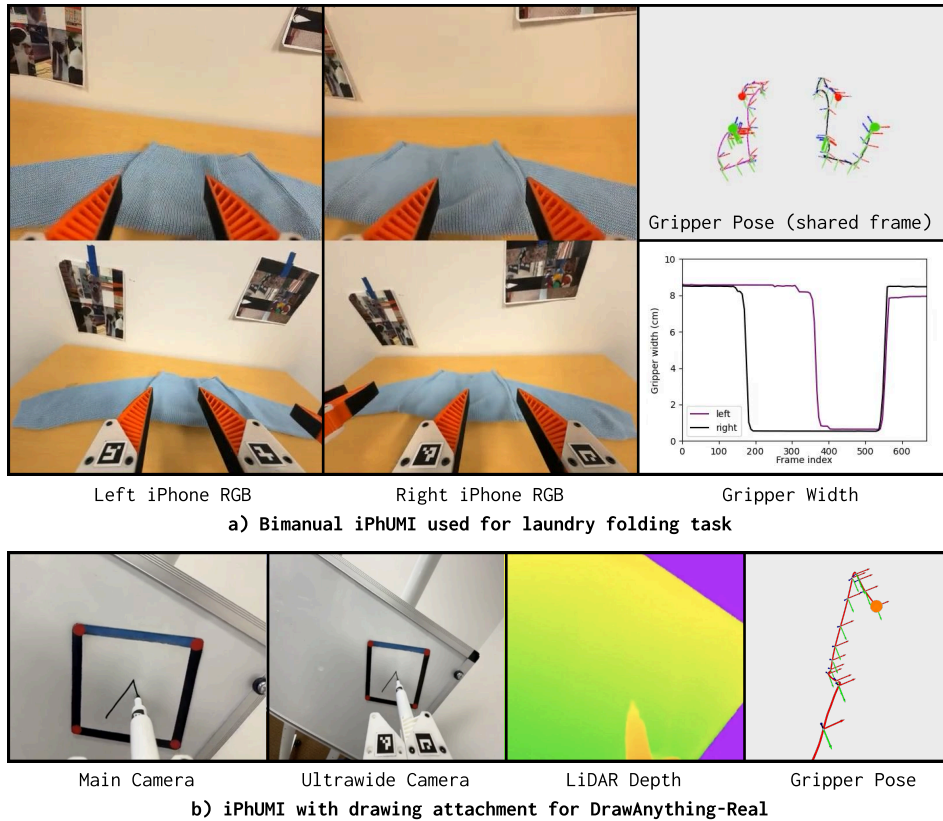 Gripper Pose (shared frame)
10
8
6
4
2
0
Gripper width (cm)
left
right
0 100 200 300 400 500 600
Frame index
Left iPhone RGB Right iPhone RGB Gripper Width
a) Bimanual iPhUMI used for laundry folding task
Main Camera Ultrawide Camera LiDAR Depth Gripper Pose
b) iPhUMI with drawing attachment for DrawAnything-Real